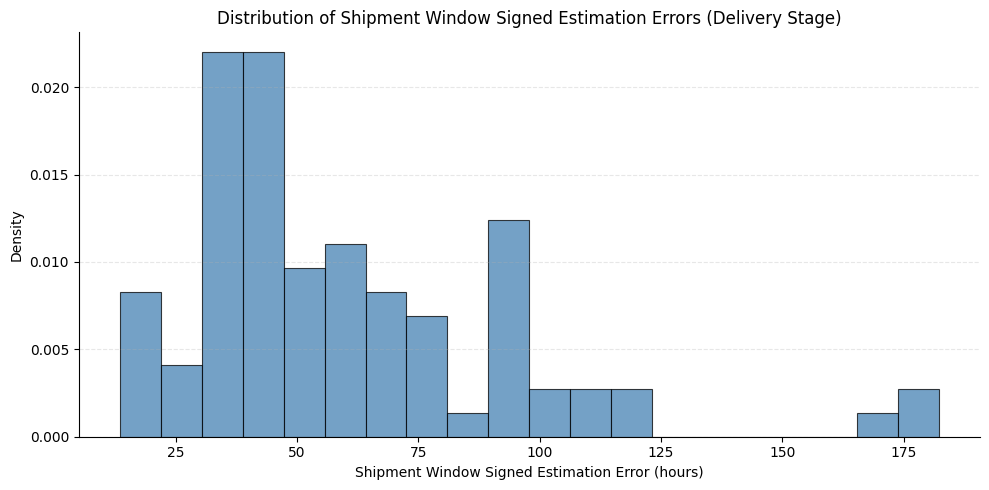 Distribution of Shipment Window Signed Estimation Errors (Delivery Stage)
Density
0.020
0.015
0.010
0.005
0.000
25 50 75 100 125 150 175
Shipment Window Signed Estimation Error (hours)